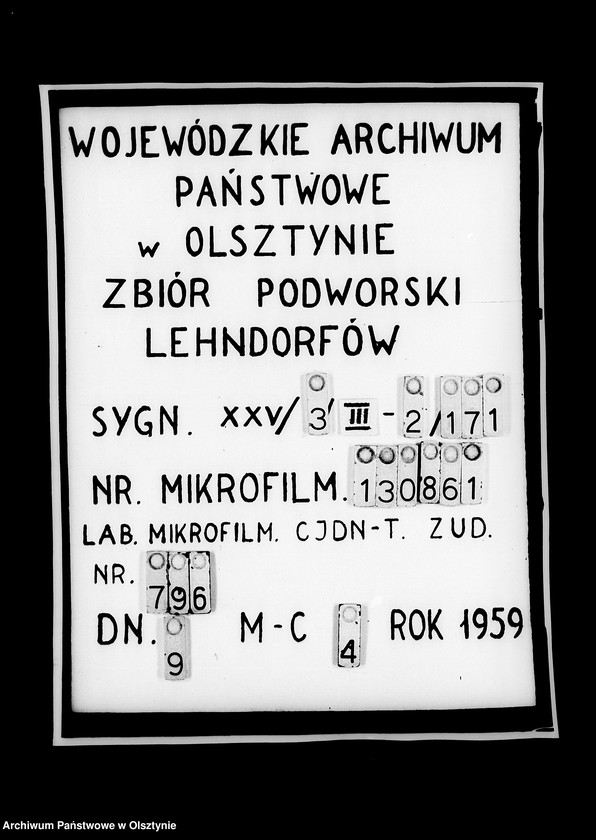 WOJEWÓDZKIE ARCHIWUM
PAŃSTWOWE
w OLSZTYNIE
ZBIÓR PODWORSKI
LEHNDORFÓW
SYGN. XXV/3/III-2/171
NR. MIKROFILM. 130861
LAB. MIKROFILM. CJDN-T. ZUD.
NR. 796
DN. 9 M-C 4 ROK 1959
Archiwum Państwowe w Olsztynie